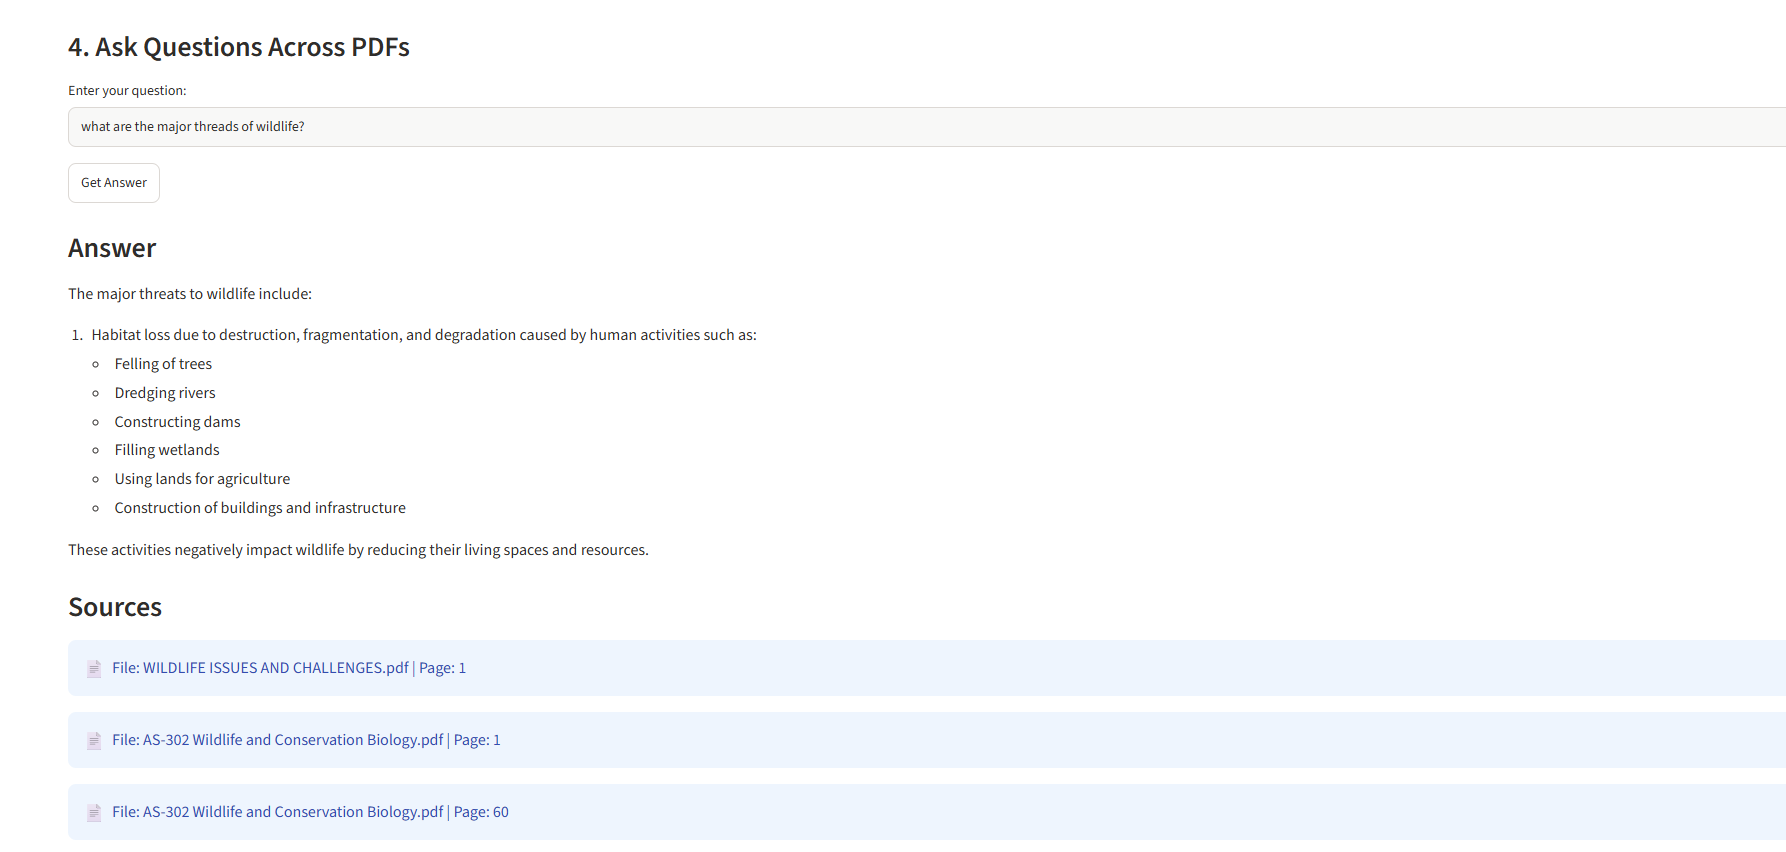 4. Ask Questions Across PDFs
Enter your question:
what are the major threads of wildlife?
Get Answer
Answer
The major threats to wildlife include:
1. Habitat loss due to destruction, fragmentation, and degradation caused by human activities such as:
Felling of trees
Dredging rivers
Constructing dams
Filling wetlands
Using lands for agriculture
Construction of buildings and infrastructure
These activities negatively impact wildlife by reducing their living spaces and resources.
Sources
File: WILDLIFE ISSUES AND CHALLENGES.pdf | Page: 1
File: AS-302 Wildlife and Conservation Biology.pdf | Page: 1
File: AS-302 Wildlife and Conservation Biology.pdf | Page: 60